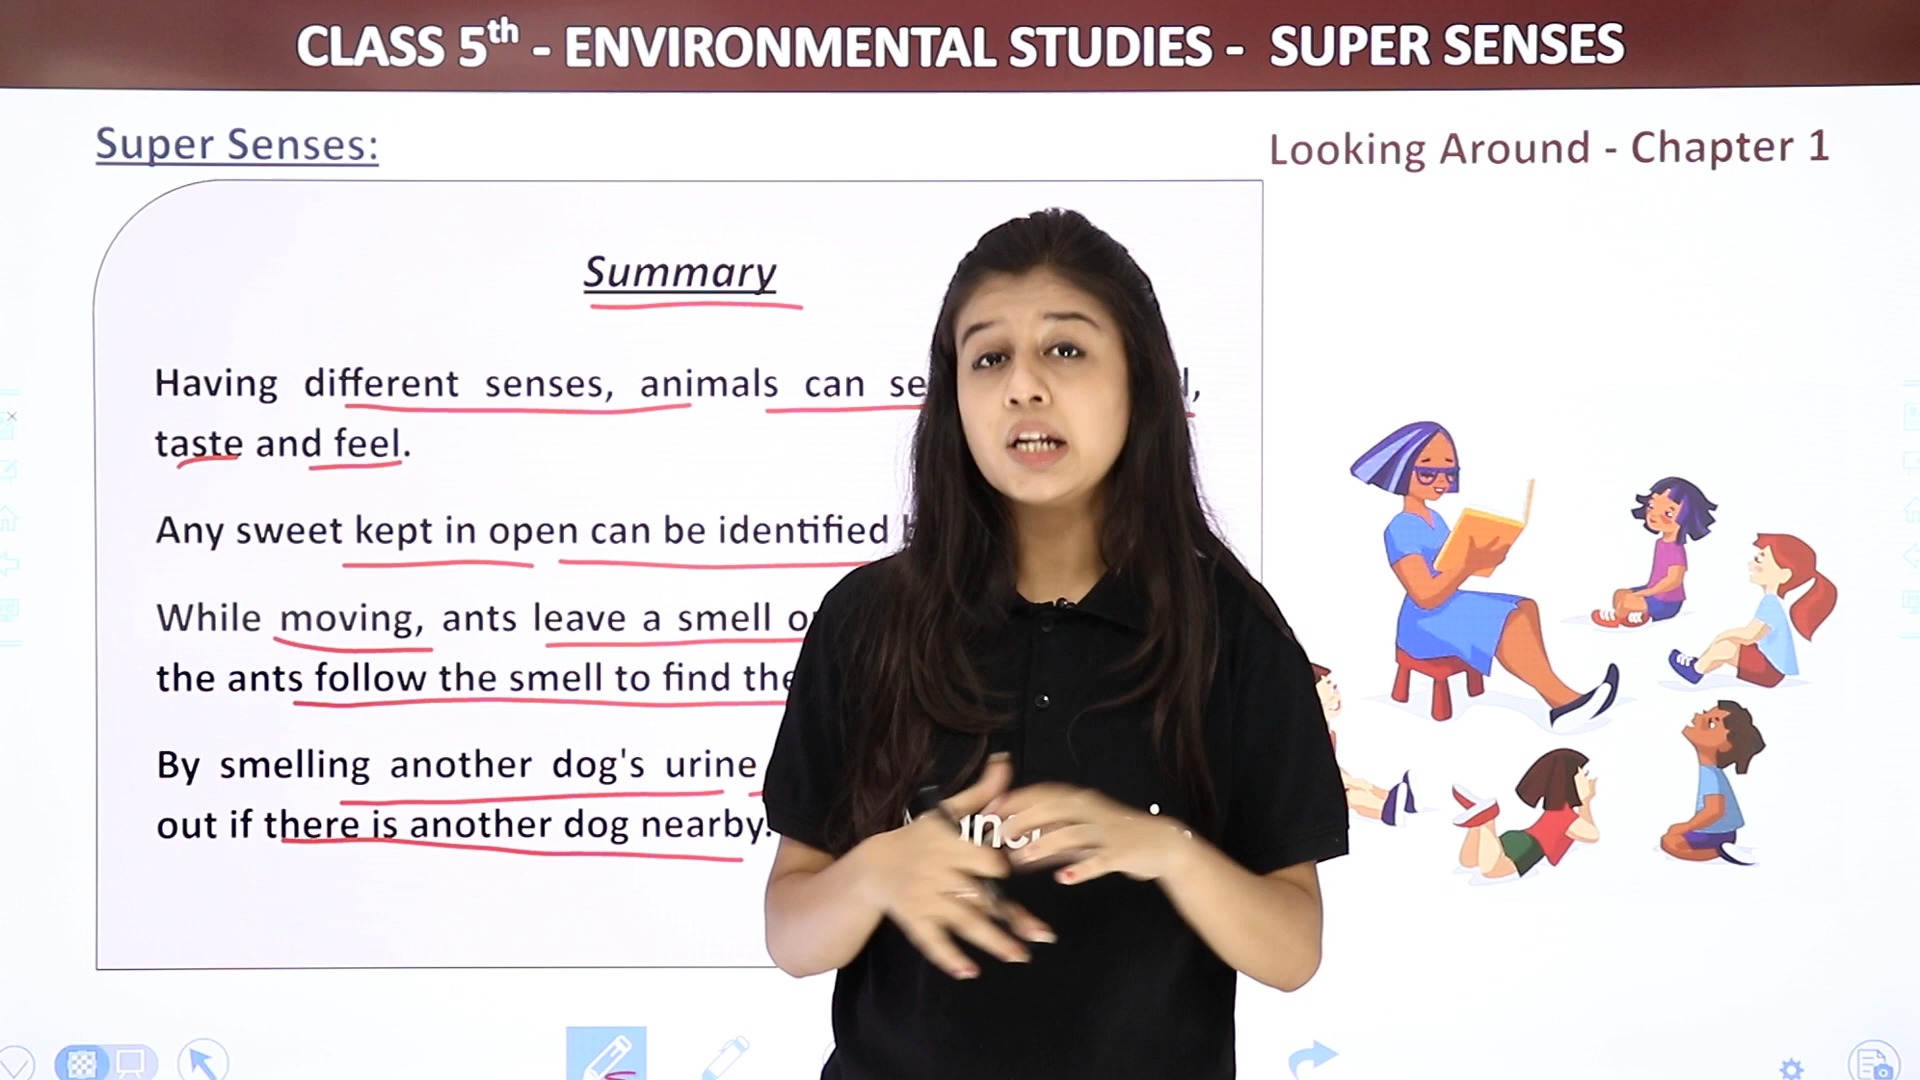 CLASS 5th - ENVIRONMENTAL STUDIES - SUPER SENSES
Super Senses:
Looking Around - Chapter 1
Summary
Having different senses, animals can
taste and feel.
Any sweet kept in open can be identified
While moving, ants leave a smell
the ants follow the smell to find
By smelling another dog's urine
out if there is another dog nearby.